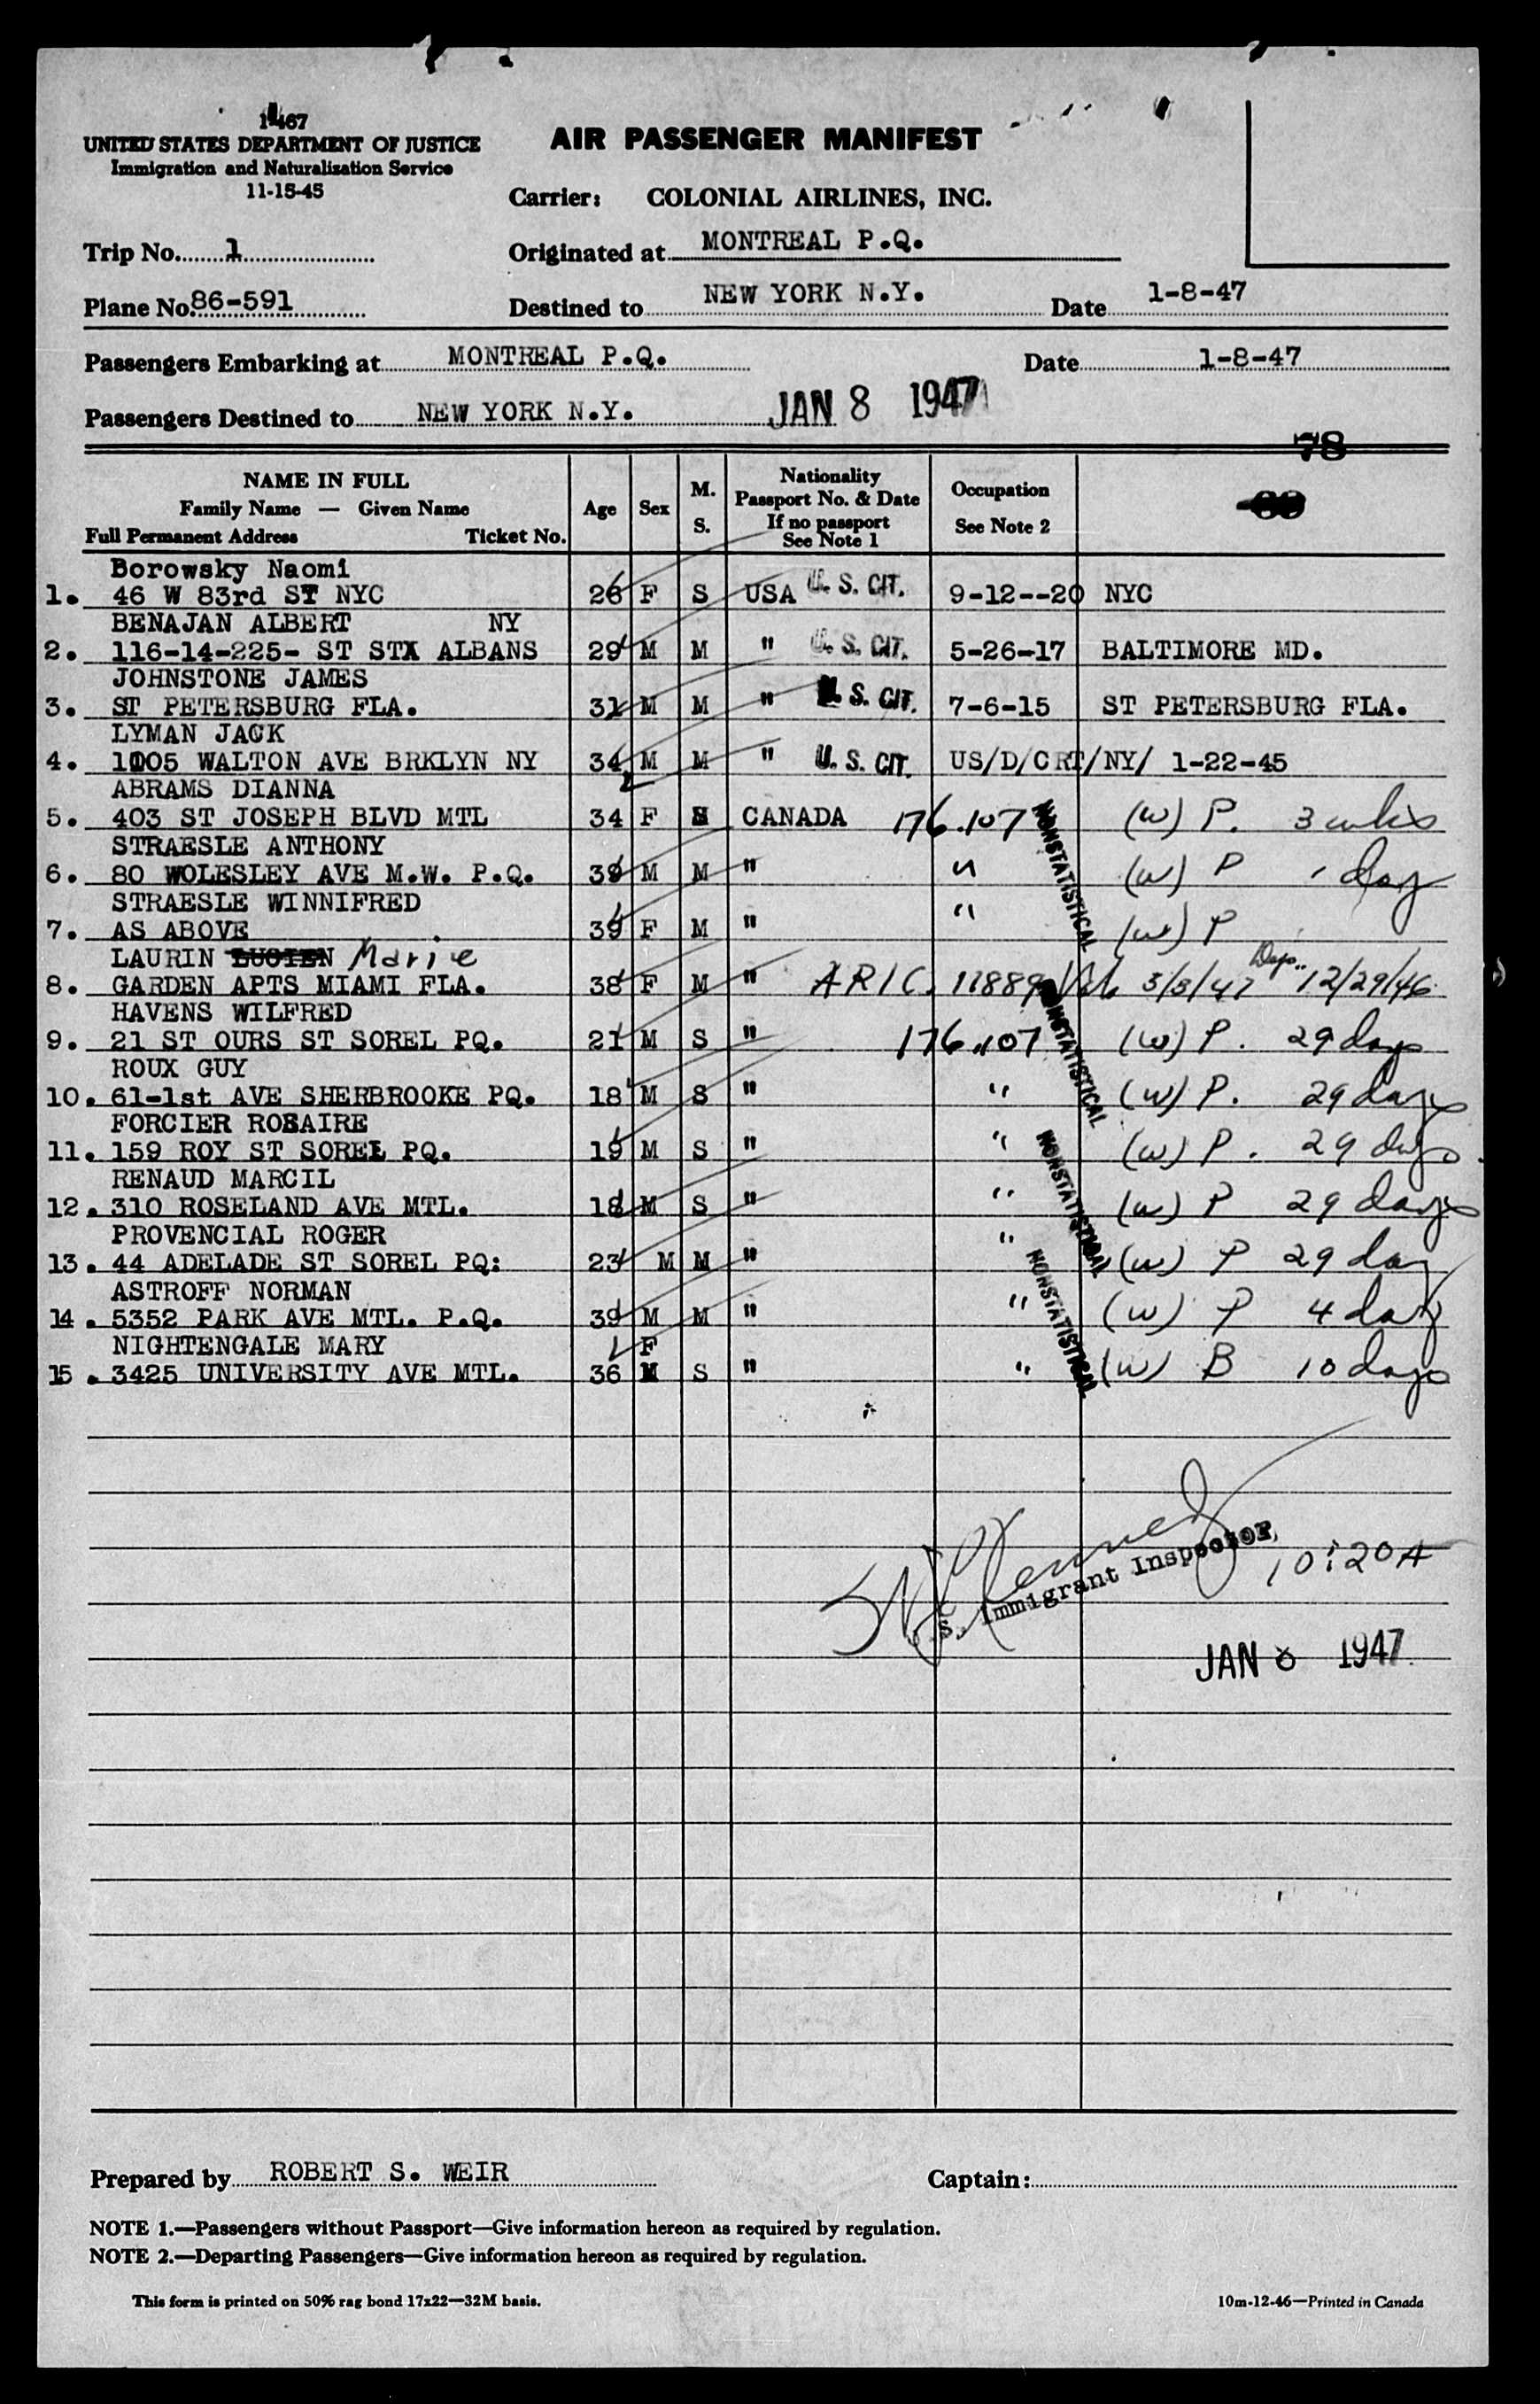 1467
UNITED STATES DEPARTMENT OF JUSTICE
Immigration and Naturalization Service
11-15-45
AIR PASSENGER MANIFEST
Carrier: COLONIAL AIRLINES, INC.
Trip No. 1
Originated at MONTREAL P.Q.
Plane No. 86-591
Destined to NEW YORK N.Y. Date 1-8-47
Passengers Embarking at MONTREAL P.Q. Date 1-8-47
Passengers Destined to NEW YORK N.Y. JAN 8 1947
78
NAME IN FULL
Family Name — Given Name
Full Permanent Address Ticket No.
Age
Sex
M.
S.
Nationality
Passport No. & Date
If no passport
See Note 1
Occupation
See Note 2
Borowsky Naomi
1. 46 W 83rd ST NYC 26 F S USA U. S. CIT. 9-12--20 NYC
BENAJAN ALBERT NY
2. 116-14-225- ST STX ALBANS 29 M M " U. S. CIT. 5-26-17 BALTIMORE MD.
JOHNSTONE JAMES
3. ST PETERSBURG FLA. 31 M M " U. S. CIT. 7-6-15 ST PETERSBURG FLA.
LYMAN JACK
4. 1005 WALTON AVE BRKLYN NY 34 M M " U. S. CIT. US/D/CRT/NY/ 1-22-45
ABRAMS DIANNA
5. 403 ST JOSEPH BLVD MTL 34 F CANADA 176.107 NONSTATISTICAL (W) P. 3 wks
STRAESLE ANTHONY
6. 80 WOLESLEY AVE M.W. P.Q. 39 M M " " (W) P 1 day
STRAESLE WINNIFRED
7. AS ABOVE 39 F M " " (W) P
LAURIN LUCIEN Marie
8. GARDEN APTS MIAMI FLA. 38 F M " ARIC. 11889 3/8/47 Dep. 12/29/46
HAVENS WILFRED
9. 21 ST OURS ST SOREL PQ. 21 M S " 176.107 NONSTATISTICAL (W) P. 29 days
ROUX GUY
10. 61-1st AVE SHERBROOKE PQ. 18 M S " " (W) P. 29 days
FORCIER ROSAIRE
11. 159 ROY ST SOREL PQ. 19 M S " " (W) P. 29 days
RENAUD MARCIL
12. 310 ROSELAND AVE MTL. 18 M S " " NONSTATISTICAL (W) P 29 days
PROVENCIAL ROGER
13. 44 ADELADE ST SOREL PQ: 23 M M " " (W) P 29 day
ASTROFF NORMAN
14. 5352 PARK AVE MTL. P.Q. 39 M M " " NONSTATISTICAL (W) P 4 days
NIGHTENGALE MARY F
15. 3425 UNIVERSITY AVE MTL. 36 M S " " (W) B 10 days
S. Immigrant Inspector 10:20A
JAN 8 1947
Prepared by ROBERT S. WEIR Captain:
NOTE 1.—Passengers without Passport—Give information hereon as required by regulation.
NOTE 2.—Departing Passengers—Give information hereon as required by regulation.
This form is printed on 50% rag bond 17x22—32M basis. 10m-12-46—Printed in Canada